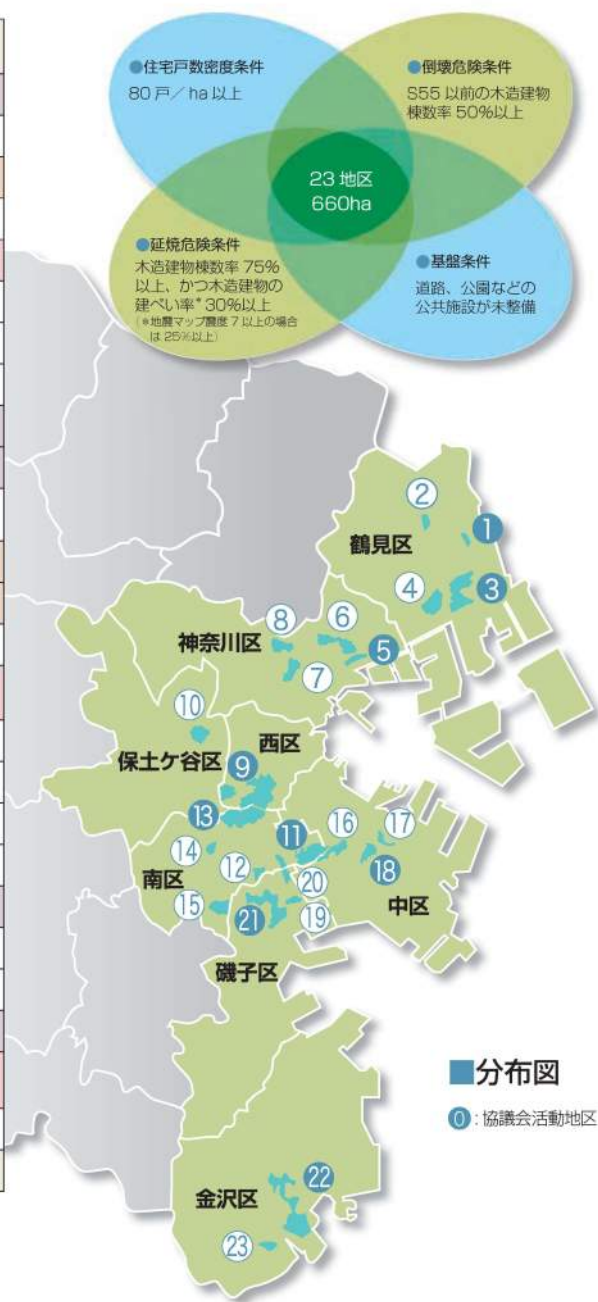 ●住宅戸数密度条件
80戸／ha以上
●倒壊危険条件
S55以前の木造建物
棟数率50%以上
23地区
660ha
●延焼危険条件
木造建物棟数率75%
以上、かつ木造建物の
建ぺい率*30%以上
(*地震マップ震度7以上の場合
は25%以上)
●基盤条件
道路、公園などの
公共施設が未整備
②
①
鶴見区
④
③
⑧
⑥
神奈川区
⑤
⑦
⑩
西区
保土ケ谷区
⑨
⑬
⑪
⑯
⑰
⑭
⑫
⑱
南区
⑳
⑮
㉑
⑲
中区
磯子区
■分布図
⓪:協議会活動地区
㉒
金沢区
㉓